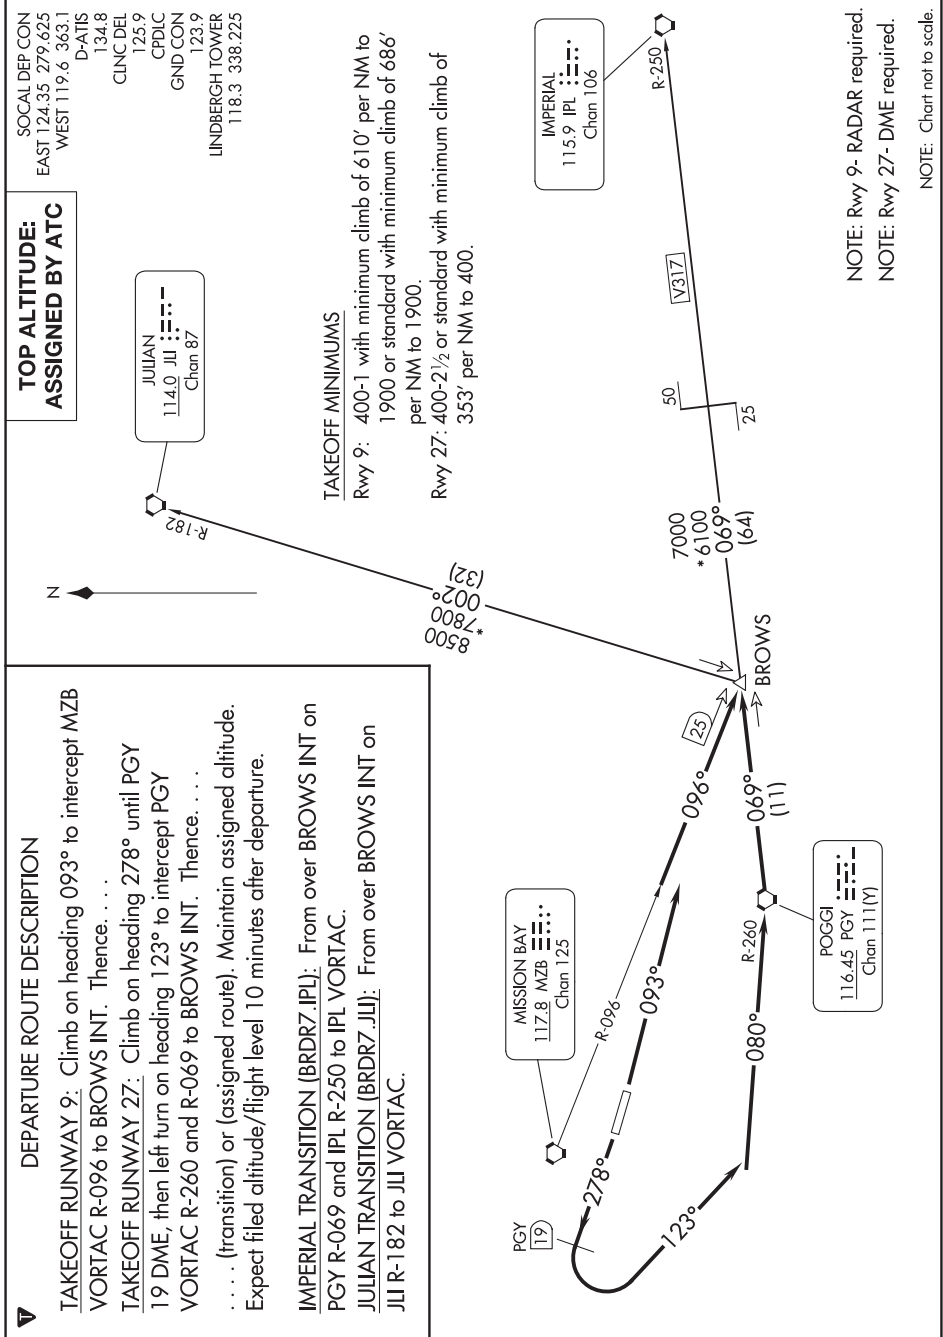 SOCAL DEP CON
EAST 124.35 279.625
WEST 119.6 363.1
D-ATIS
134.8
CLNC DEL
125.9
CPDLC
GND CON
123.9
LINDBERGH TOWER
118.3 338.225
TOP ALTITUDE:
ASSIGNED BY ATC
JULIAN
114.0 JLI
Chan 87
R-182
N
TAKEOFF MINIMUMS
Rwy 9: 400-1 with minimum climb of 610' per NM to
1900 or standard with minimum climb of 686'
per NM to 1900.
Rwy 27: 400-2½ or standard with minimum climb of
353' per NM to 400.
IMPERIAL
115.9 IPL
Chan 106
R-250
V317
50
25
7000
*6100
069°
(64)
8500
*7800
002°
(32)
BROWS
25
096°
069°
(11)
MISSION BAY
117.8 MZB
Chan 125
R-096
093°
278°
PGY
19
123°
080°
R-260
POGGI
116.45 PGY
Chan 111(Y)
NOTE: Rwy 9- RADAR required.
NOTE: Rwy 27- DME required.
NOTE: Chart not to scale.
T
DEPARTURE ROUTE DESCRIPTION
TAKEOFF RUNWAY 9: Climb on heading 093° to intercept MZB
VORTAC R-096 to BROWS INT. Thence. . . .
TAKEOFF RUNWAY 27: Climb on heading 278° until PGY
19 DME, then left turn on heading 123° to intercept PGY
VORTAC R-260 and R-069 to BROWS INT. Thence. . . .
. . . . (transition) or (assigned route). Maintain assigned altitude.
Expect filed altitude/flight level 10 minutes after departure.
IMPERIAL TRANSITION (BRDR7.IPL): From over BROWS INT on
PGY R-069 and IPL R-250 to IPL VORTAC.
JULIAN TRANSITION (BRDR7.JLI): From over BROWS INT on
JLI R-182 to JLI VORTAC.